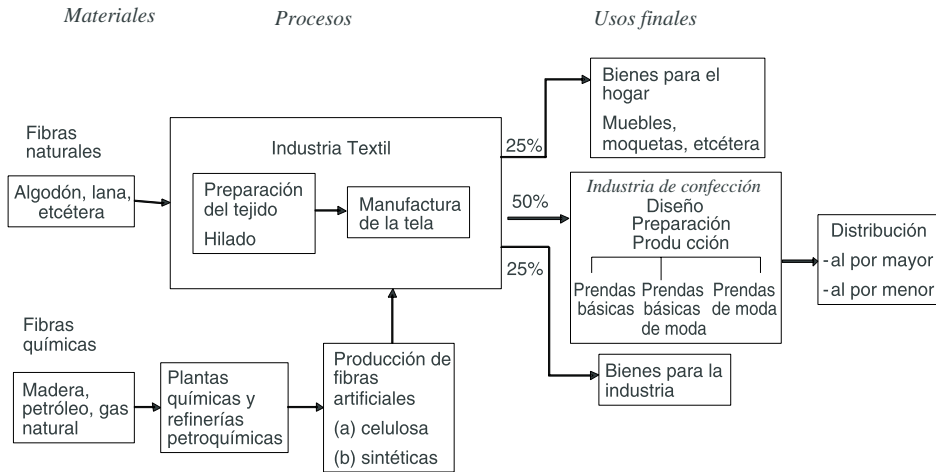 Materiales
Procesos
Usos finales
Fibras
naturales
Algodón, lana,
etcétera
Industria Textil
Preparación
del tejido
Hilado
Manufactura
de la tela
25%
50%
25%
Bienes para el
hogar
Muebles,
moquetas, etcétera
Industria de confección
Diseño
Preparación
Produ cción
Prendas
básicas
Prendas
básicas
de moda
Prendas
de moda
Distribución
-al por mayor
-al por menor
Bienes para la
industria
Fibras
químicas
Madera,
petróleo, gas
natural
Plantas
químicas y
refinerías
petroquímicas
Producción de
fibras
artificiales
(a) celulosa
(b) sintéticas